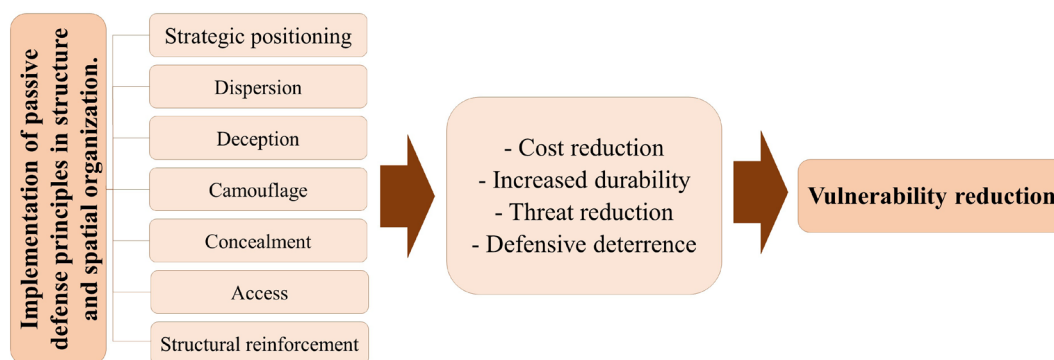 Implementation of passive
defense principles in structure
and spatial organization.
Strategic positioning
Dispersion
Deception
Camouflage
Concealment
Access
Structural reinforcement
- Cost reduction
- Increased durability
- Threat reduction
- Defensive deterrence
Vulnerability reduction